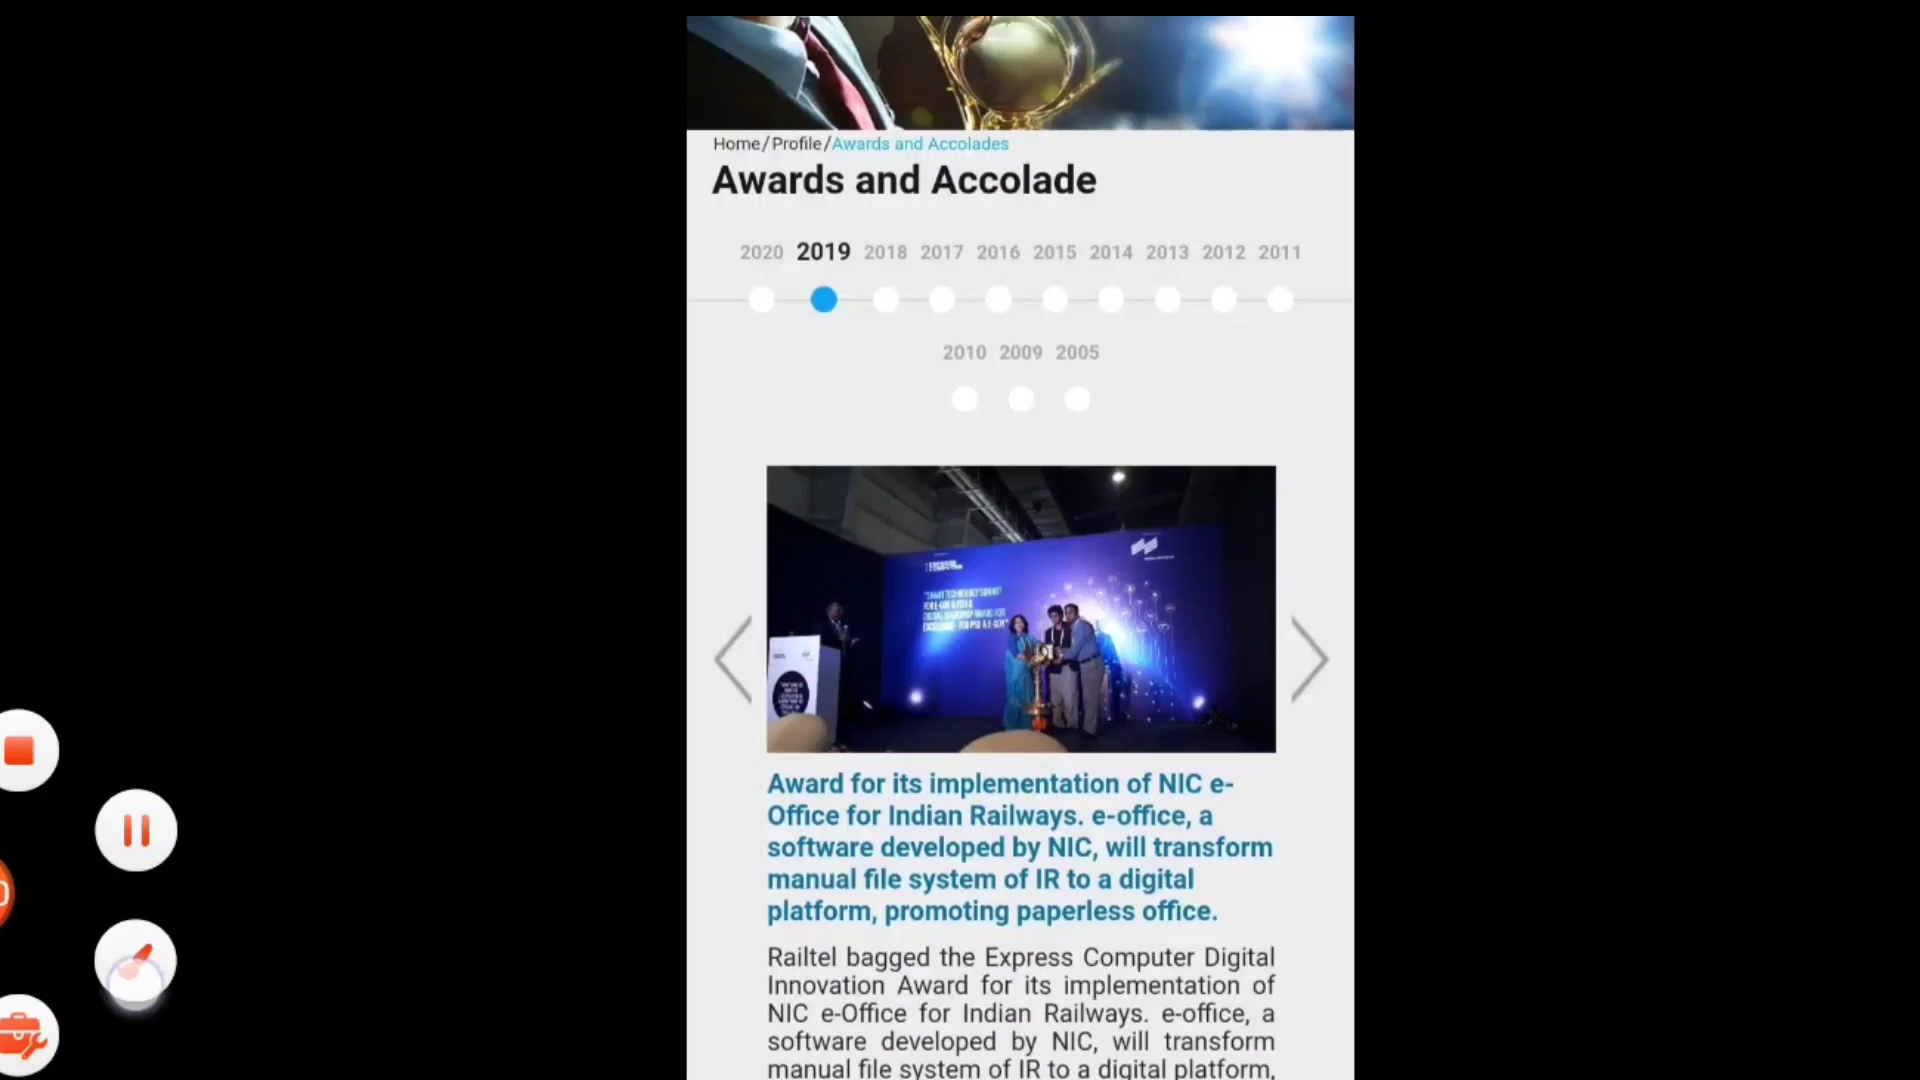 Home/Profile/Awards and Accolades
Awards and Accolade
2020 2019 2018 2017 2016 2015 2014 2013 2012 2011
2010 2009 2005
Award for its implementation of NIC e-
Office for Indian Railways. e-office, a
software developed by NIC, will transform
manual file system of IR to a digital
platform, promoting paperless office.
Railtel bagged the Express Computer Digital
Innovation Award for its implementation of
NIC e-Office for Indian Railways. e-office, a
software developed by NIC, will transform
manual file system of IR to a digital platform,